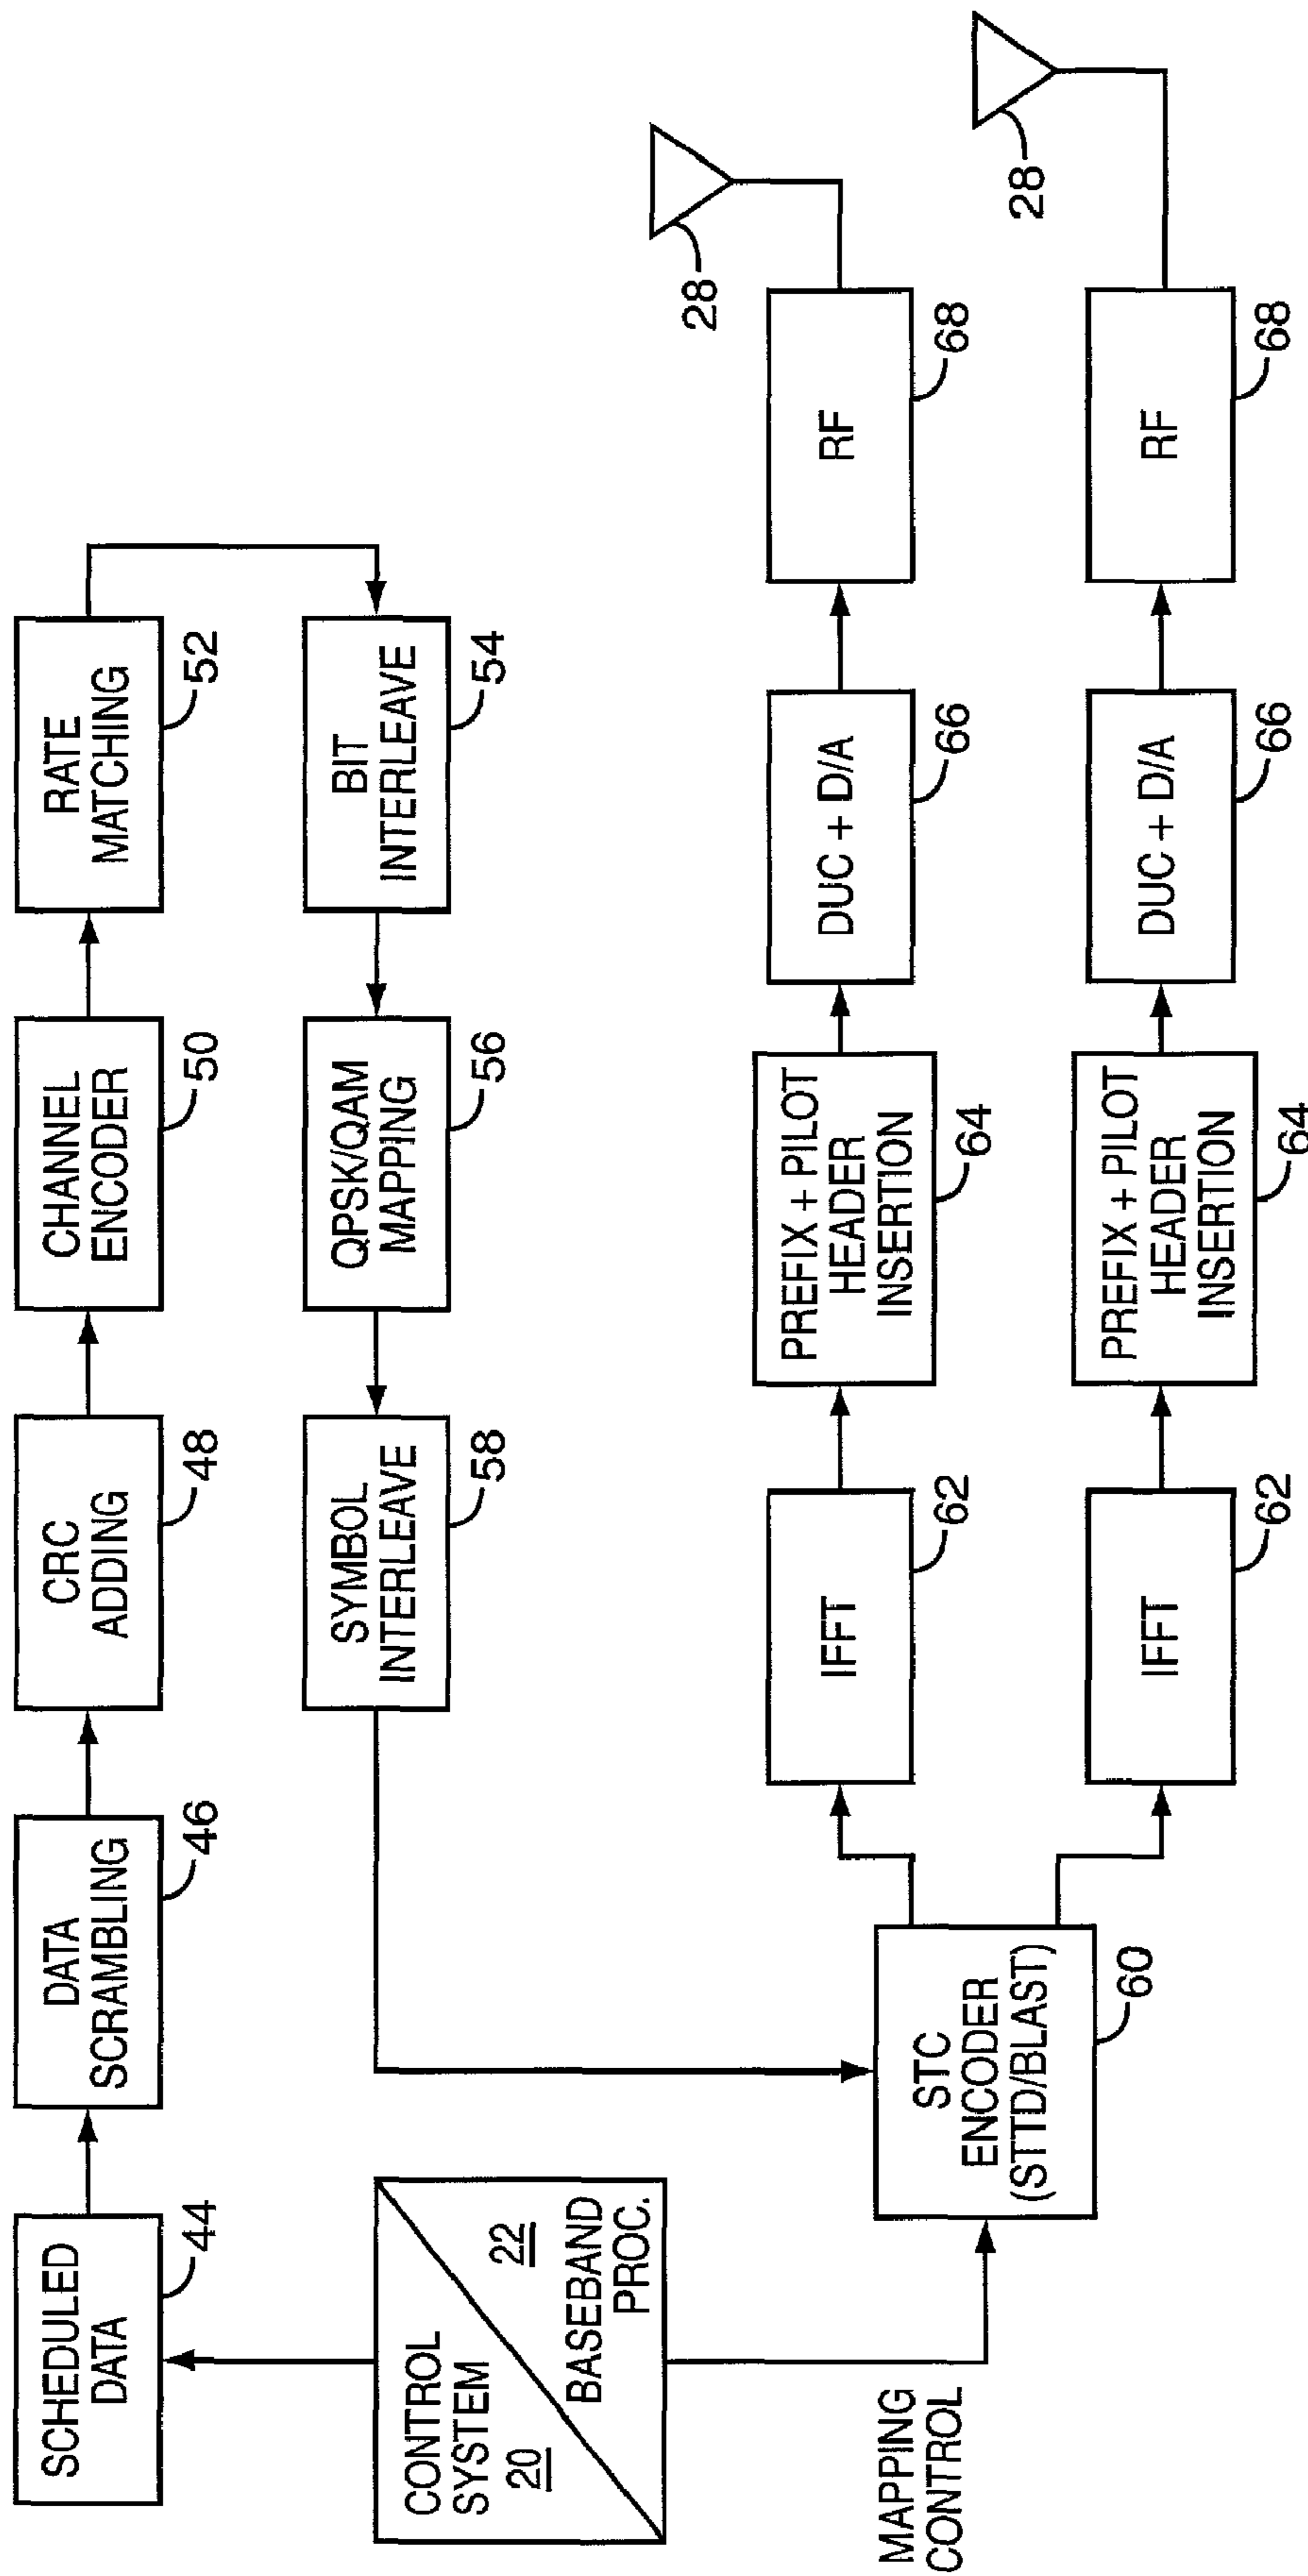 SCHEDULED
DATA
44
DATA
SCRAMBLING
46
CRC
ADDING
48
CHANNEL
ENCODER
50
RATE
MATCHING
52
CONTROL
SYSTEM
20
22
BASEBAND
PROC.
SYMBOL
INTERLEAVE
58
QPSK/QAM
MAPPING
56
BIT
INTERLEAVE
54
MAPPING
CONTROL
STC
ENCODER
(STTD/BLAST)
60
IFFT
62
PREFIX + PILOT
HEADER
INSERTION
64
DUC + D/A
66
RF
68
28
IFFT
62
PREFIX + PILOT
HEADER
INSERTION
64
DUC + D/A
66
RF
68
28